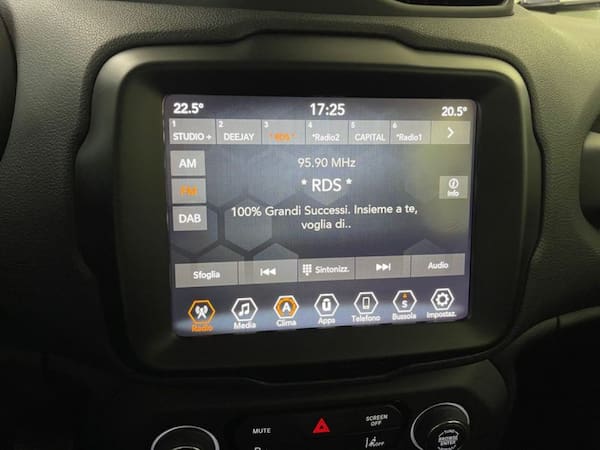 22.5° 17:25 20.5°
1 2 3 4 5 6
STUDIO + DEEJAY * RDS * *Radio2 CAPITAL *Radio1
AM
95.90 MHz
FM
* RDS *
Info
DAB
100% Grandi Successi. Insieme a te,
voglia di..
Sfoglia Sintonizz. Audio
A S
Radio Media Clima Apps Telefono Bussola Impostaz.
MUTE SCREEN
OFF
BROWSE
ENTER